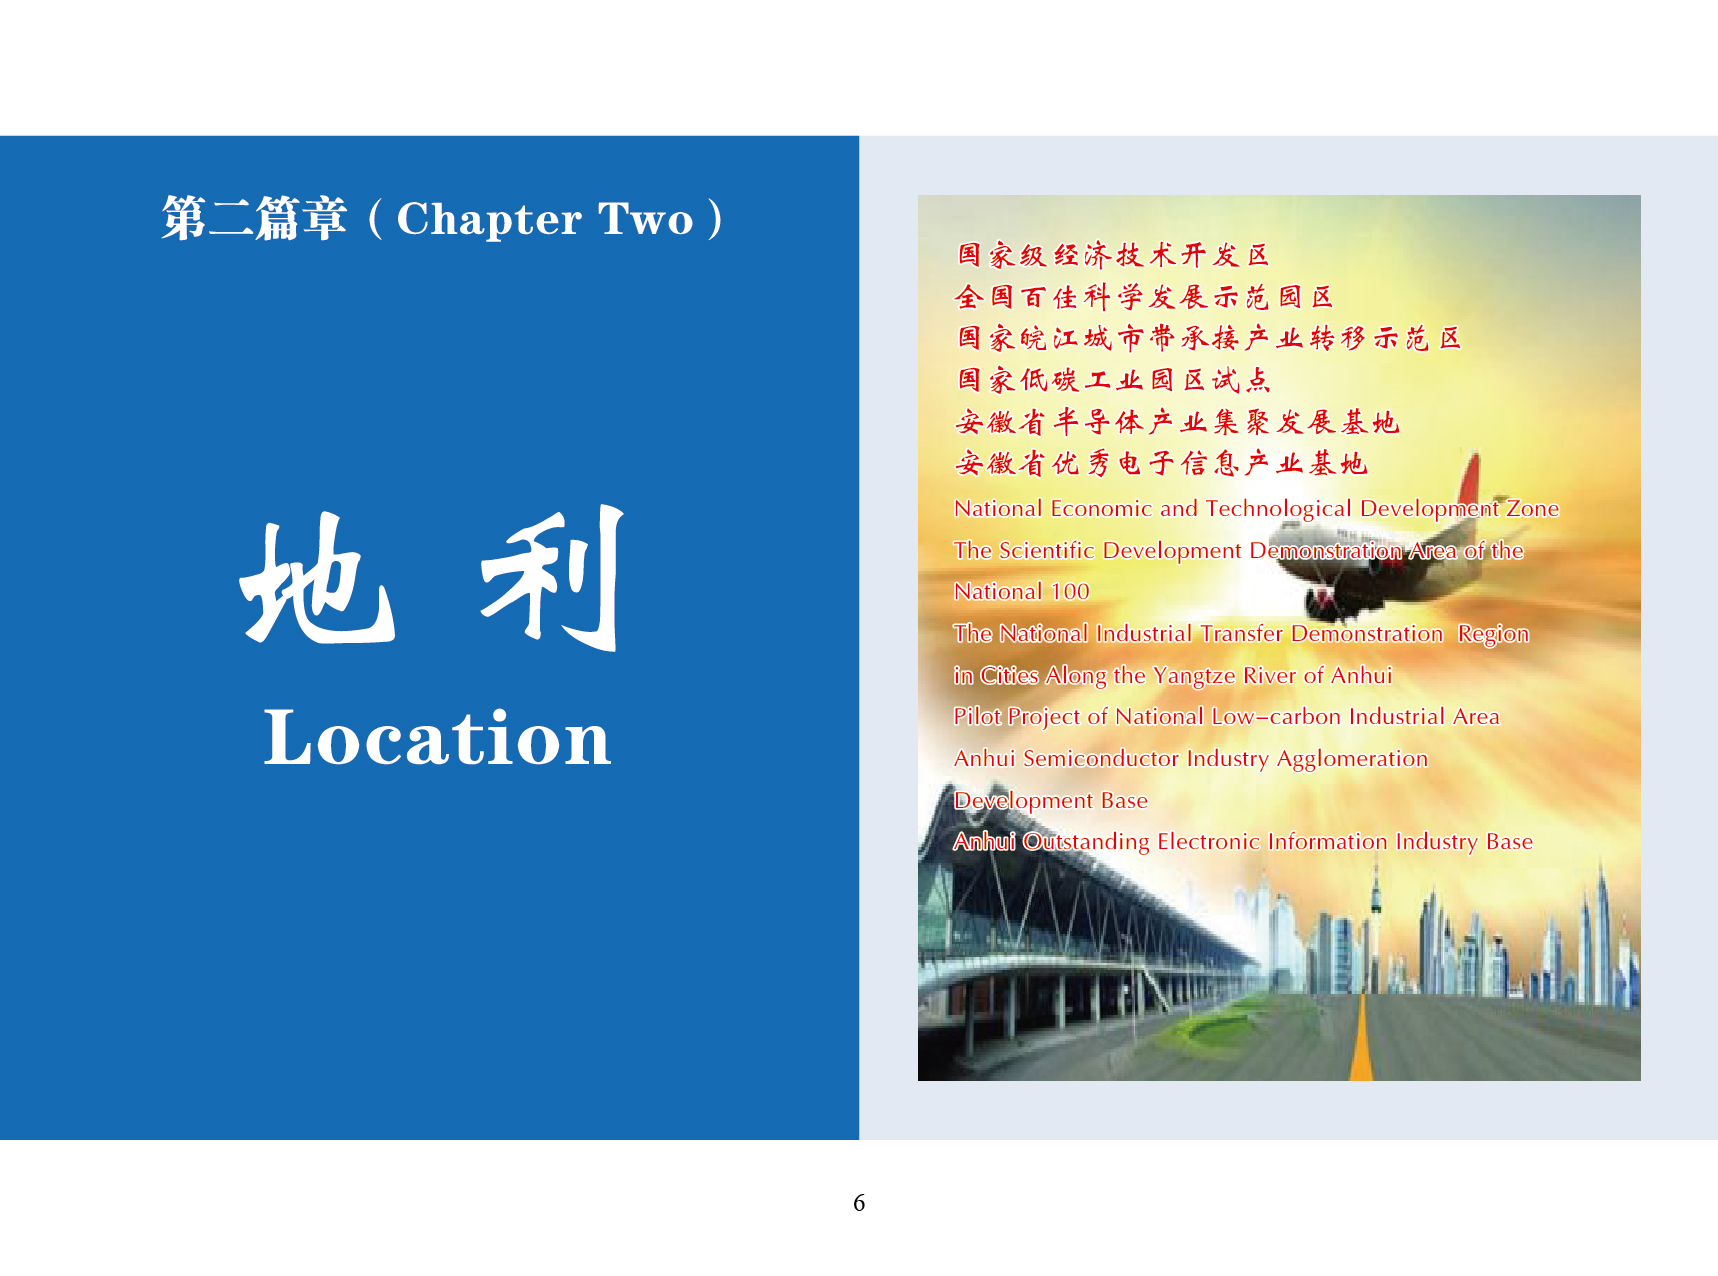 第二篇章（Chapter Two）
地利
Location
国家级经济技术开发区
全国百佳科学发展示范园区
国家皖江城市带承接产业转移示范区
国家低碳工业园区试点
安徽省半导体产业集聚发展基地
安徽省优秀电子信息产业基地
National Economic and Technological Development Zone
The Scientific Development Demonstration Area of the
National 100
The National Industrial Transfer Demonstration Region
in Cities Along the Yangtze River of Anhui
Pilot Project of National Low-carbon Industrial Area
Anhui Semiconductor Industry Agglomeration
Development Base
Anhui Outstanding Electronic Information Industry Base
6